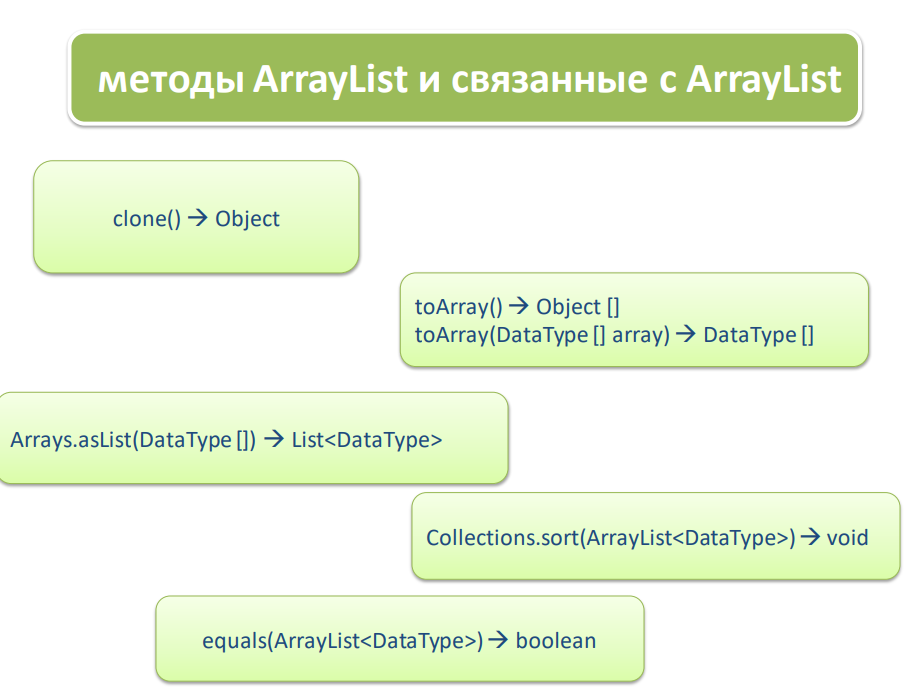 методы ArrayList и связанные с ArrayList
clone() → Object
toArray() → Object []
toArray(DataType [] array) → DataType []
Arrays.asList(DataType []) → List<DataType>
Collections.sort(ArrayList<DataType>) → void
equals(ArrayList<DataType>) → boolean